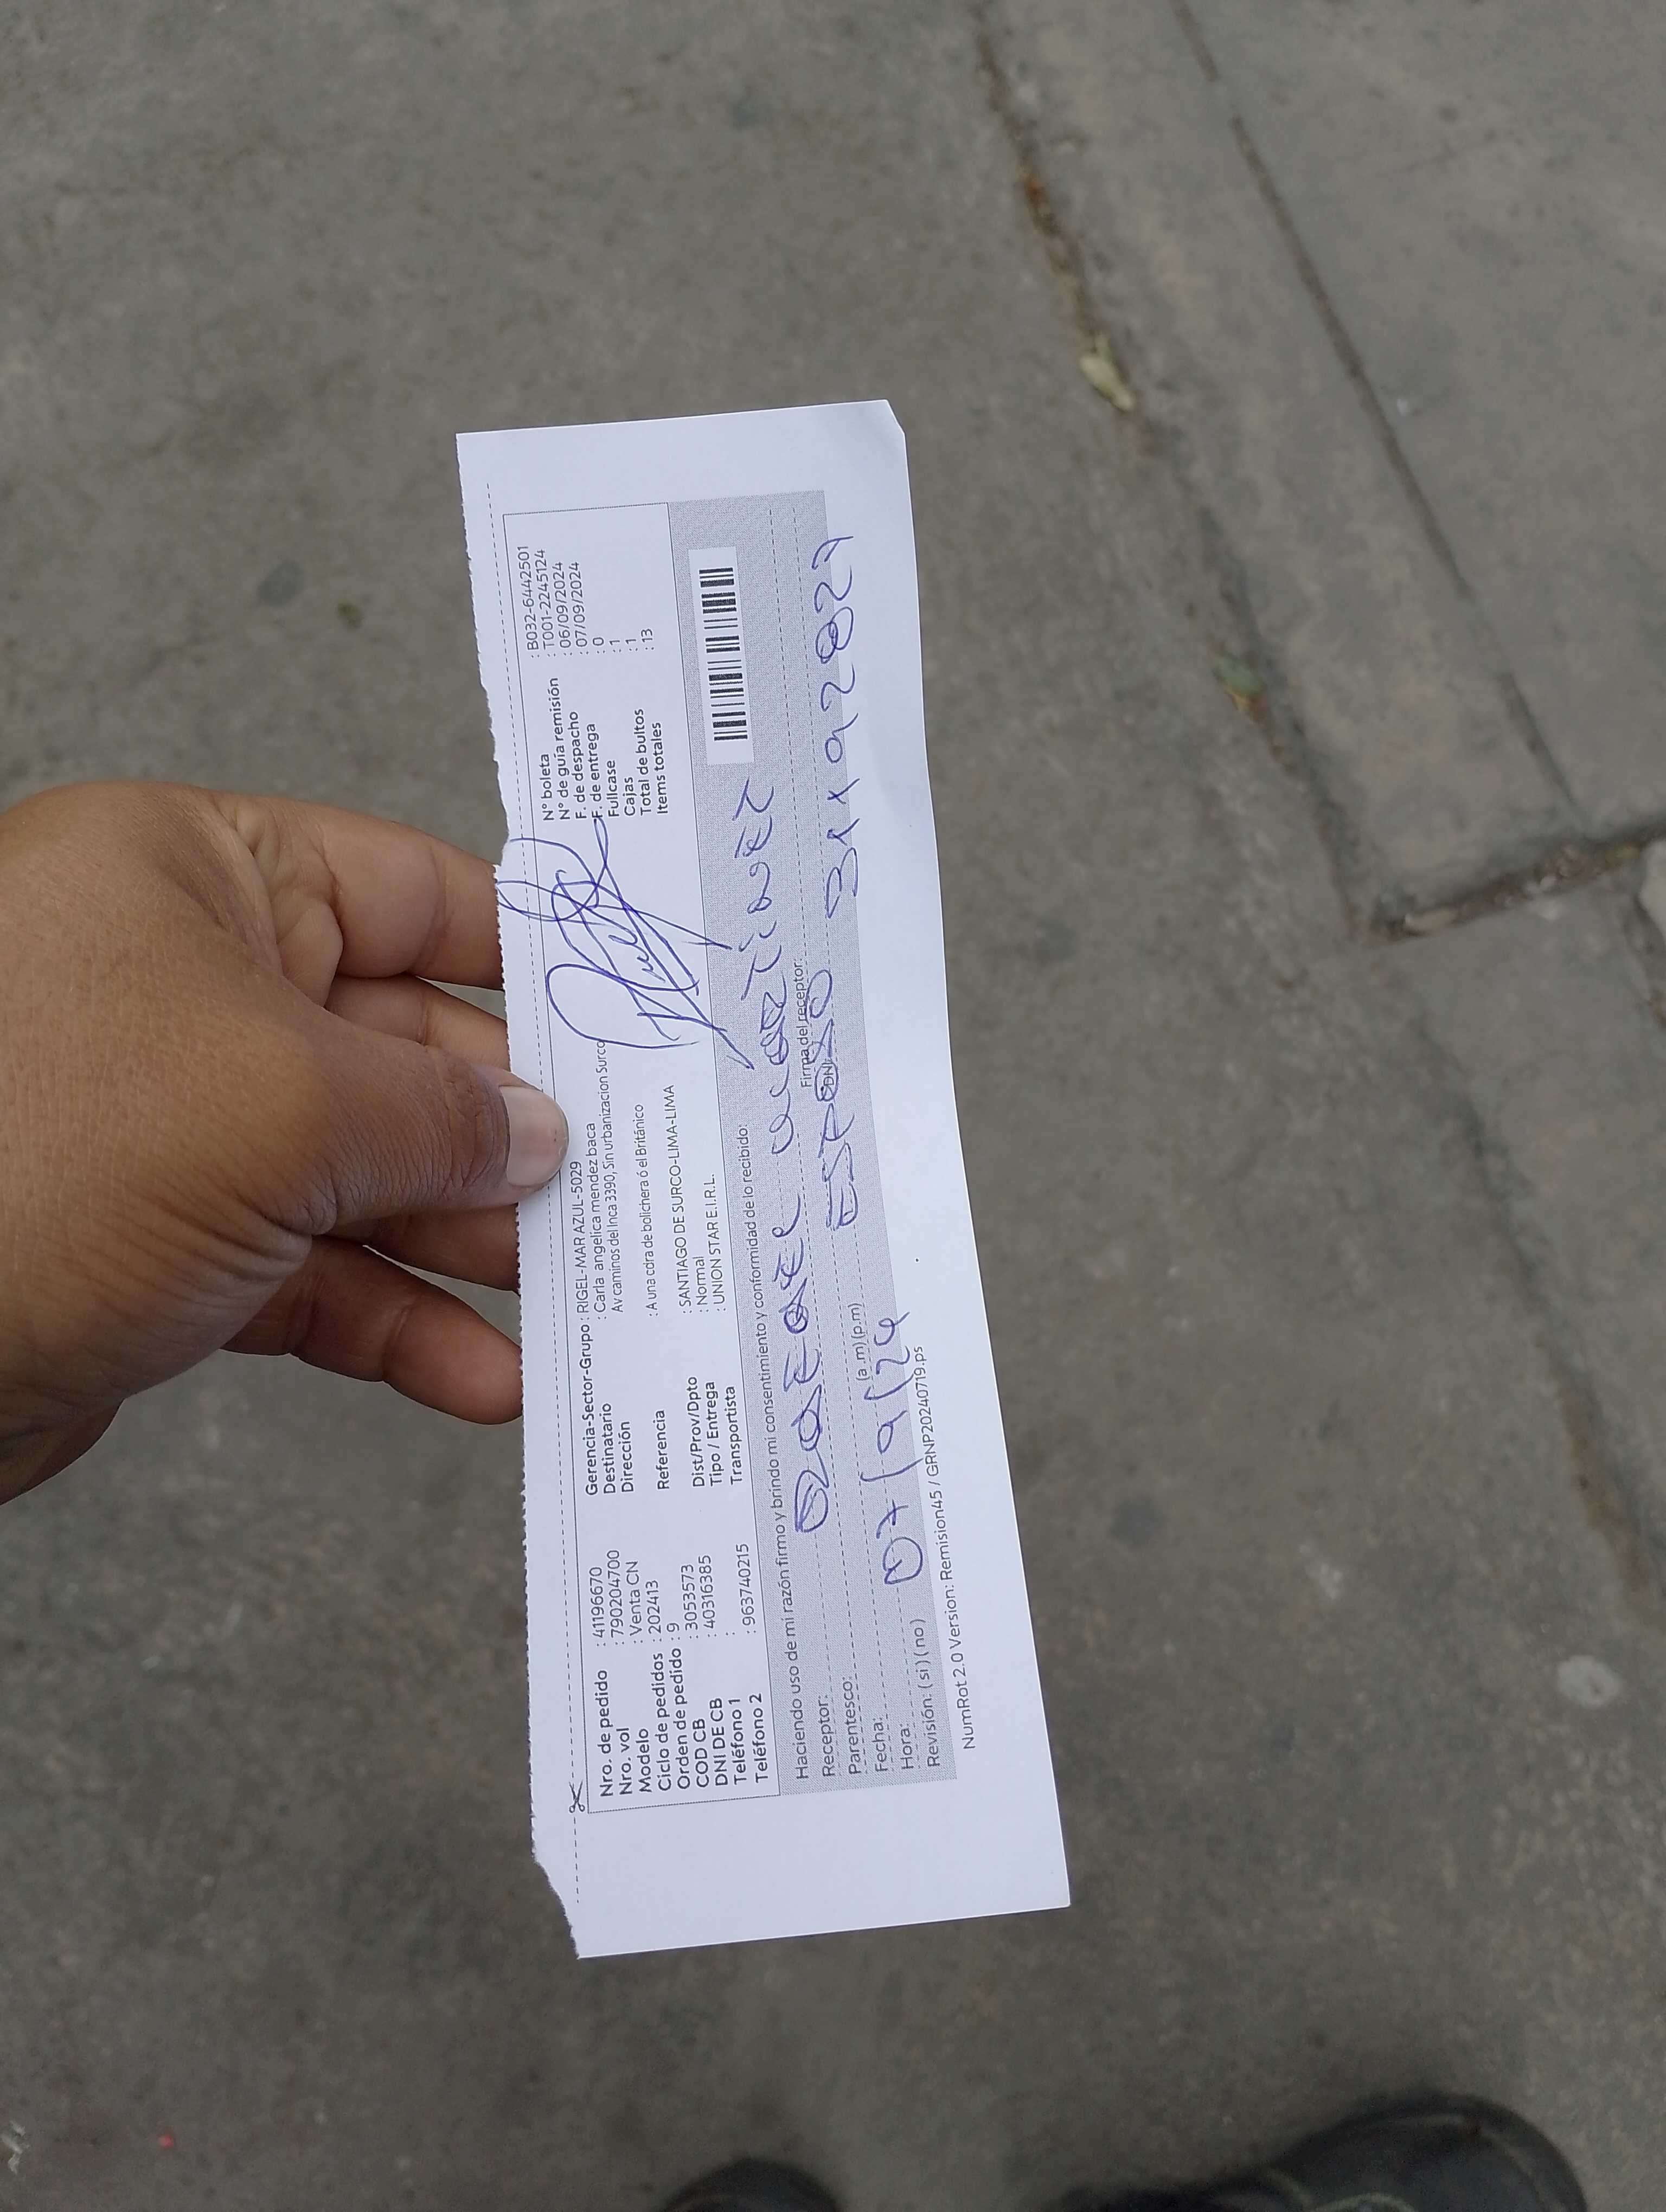 Nro. de pedido : 41196670
Nro. vol : 790204700
Modelo : Venta CN
Ciclo de pedidos : 202413
Orden de pedido : 9
COD CB : 3053573
DNI DE CB : 40316385
Teléfono 1 :
Teléfono 2 : 963740215
Gerencia-Sector-Grupo : RIGEL-MAR AZUL-5029
Destinatario : Carla angelica mendez baca
Dirección Av caminos del Inca 3390, Sin urbanizacion Surco
Referencia : A una cdra de bolichera ó el Británico
Dist/Prov/Dpto : SANTIAGO DE SURCO-LIMA-LIMA
Tipo / Entrega : Normal
Transportista : UNION STAR E.I.R.L.
N° boleta : B032-6442501
N° de guía remisión : T001-2245124
F. de despacho : 06/09/2024
F. de entrega : 07/09/2024
Fullcase : 0
Cajas : 1
Total de bultos : 1
Items totales : 13
Haciendo uso de mi razón firmo y brindo mi consentimiento y conformidad de lo recibido:
Receptor:
Firma del receptor:
Parentesco: ESPOSO
DNI:
Fecha: 07/9/24
Hora: (a.m) (p.m)
Revisión: ( si ) ( no )
NumRot 2.0 Version: Remision45 / GRNP20240719.ps